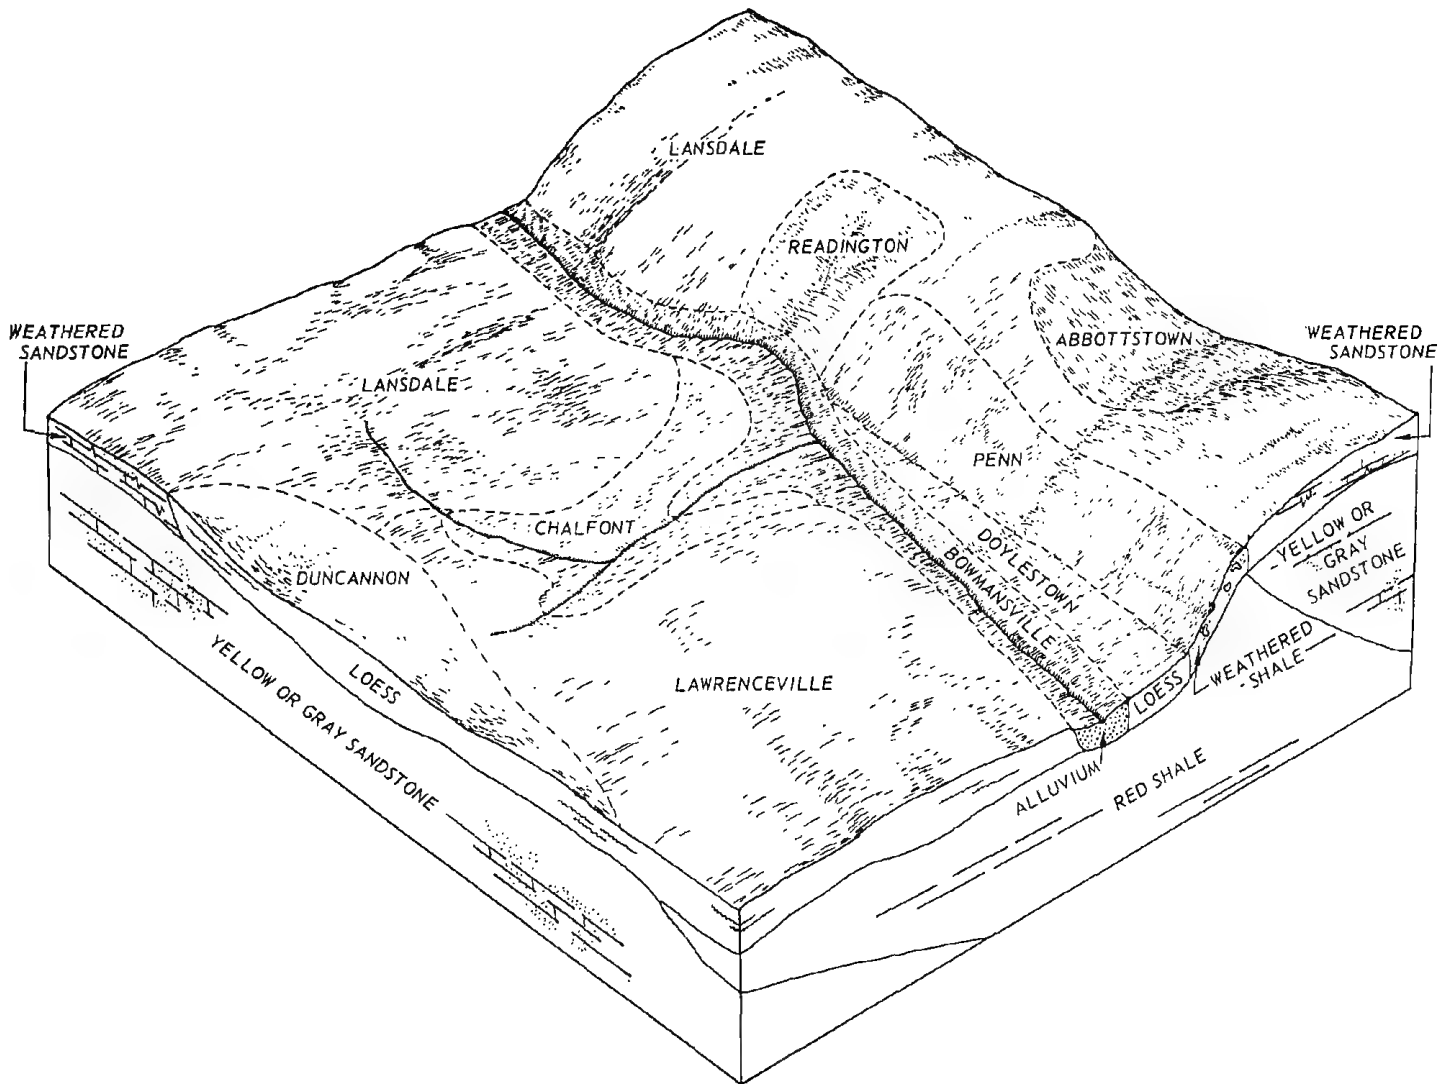 LANSDALE
READINGTON
ABBOTTSTOWN
WEATHERED
SANDSTONE
WEATHERED
SANDSTONE
LANSDALE
PENN
CHALFONT
DUNCANNON
DOYLESTOWN
BOWMANSVILLE
YELLOW OR
GRAY
SANDSTONE
WEATHERED
SHALE
LOESS
LAWRENCEVILLE
LOESS
YELLOW OR GRAY SANDSTONE
ALLUVIUM
RED SHALE